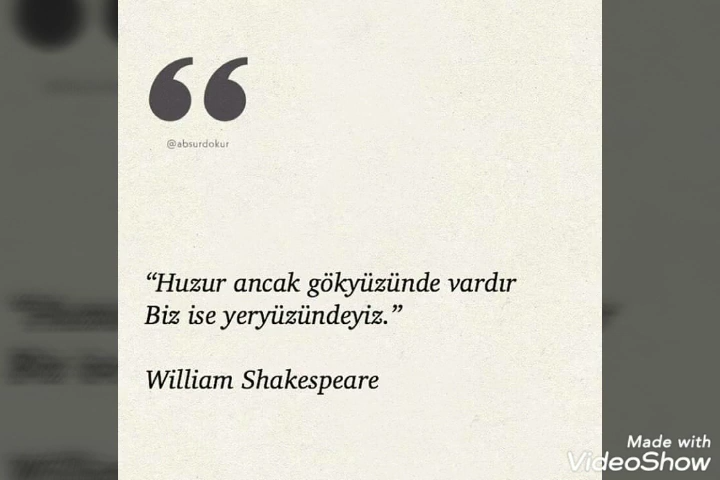 @absurdokur
“Huzur ancak gökyüzünde vardır
Biz ise yeryüzündeyiz.”
William Shakespeare
Made with
VideoShow